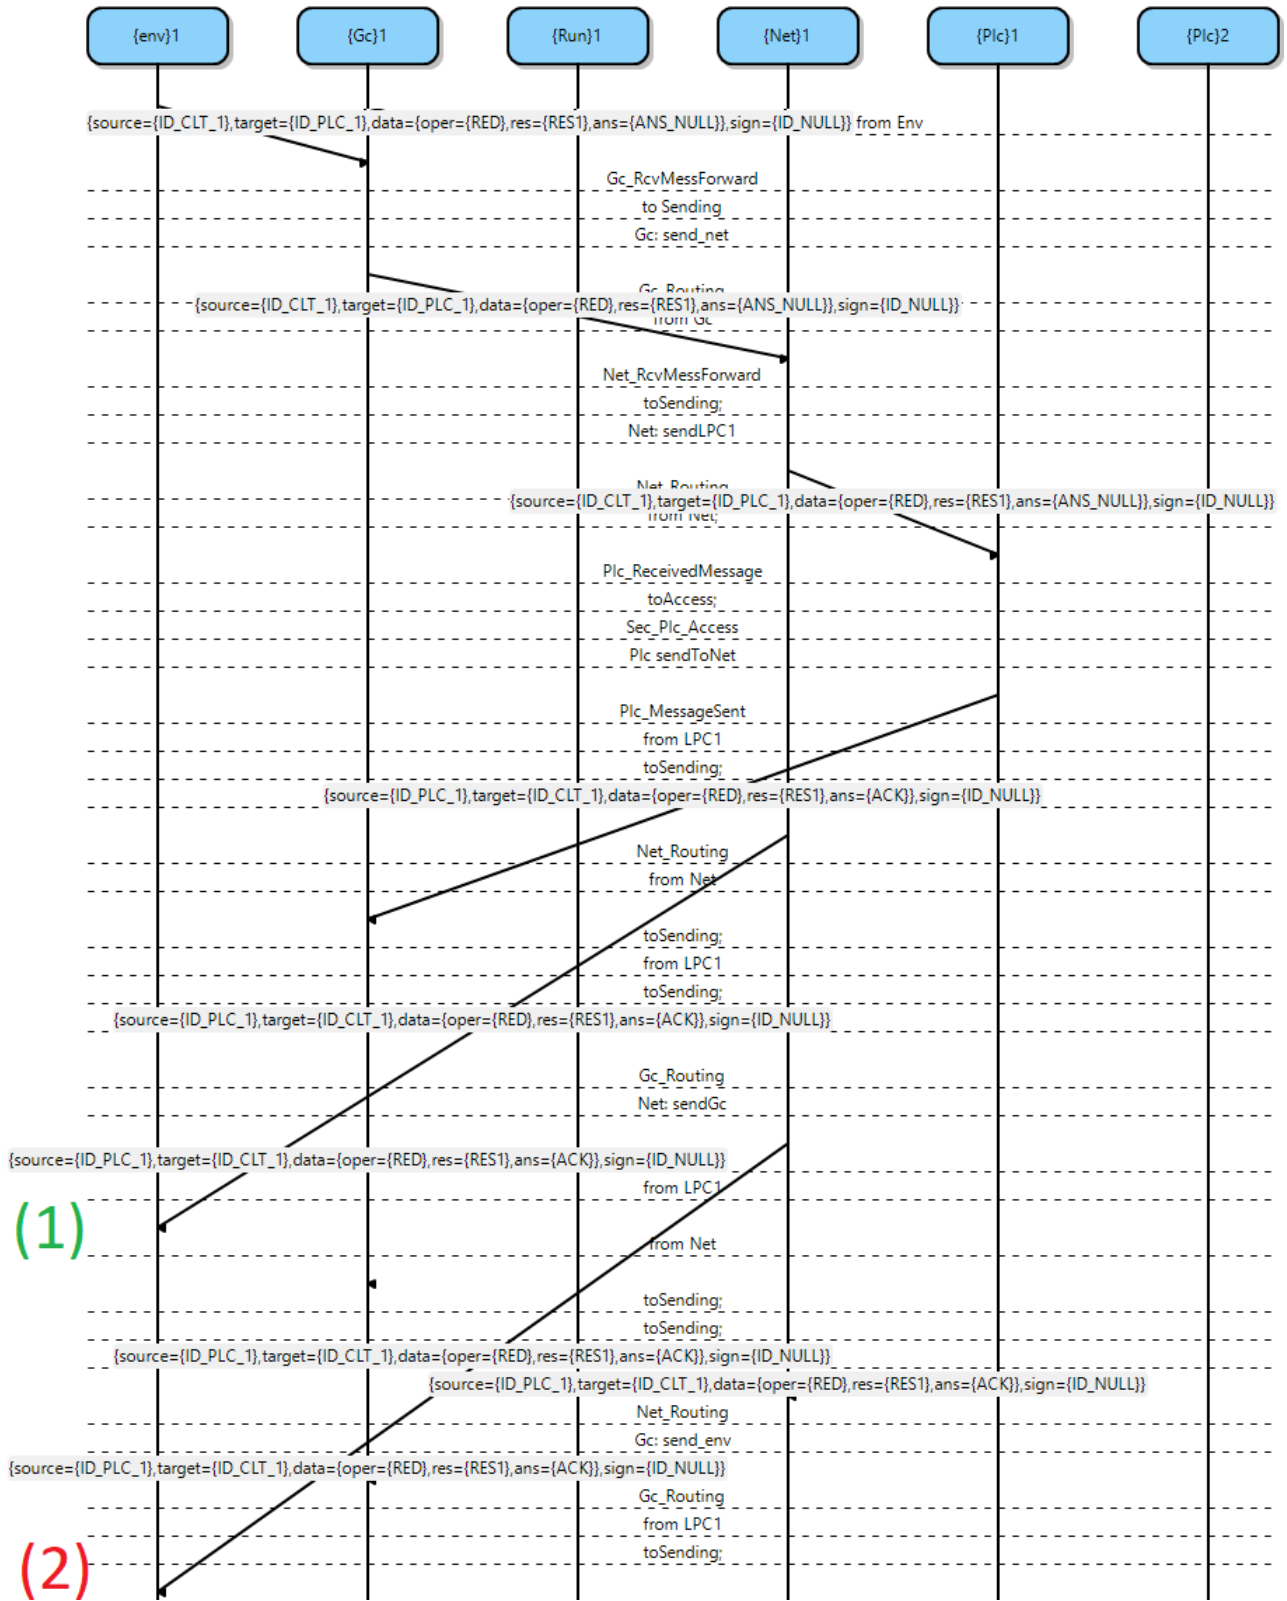 {env}1 {Gc}1 {Run}1 {Net}1 {Plc}1 {Plc}2
{source={ID_CLT_1},target={ID_PLC_1},data={oper={RED},res={RES1},ans={ANS_NULL}},sign={ID_NULL}} from Env
Gc_RcvMessForward
to Sending
Gc: send_net
Gc_Routing
{source={ID_CLT_1},target={ID_PLC_1},data={oper={RED},res={RES1},ans={ANS_NULL}},sign={ID_NULL}}
from Gc
Net_RcvMessForward
toSending;
Net: sendLPC1
Net_Routing
{source={ID_CLT_1},target={ID_PLC_1},data={oper={RED},res={RES1},ans={ANS_NULL}},sign={ID_NULL}}
from Net;
Plc_ReceivedMessage
toAccess;
Sec_Plc_Access
Plc sendToNet
Plc_MessageSent
from LPC1
toSending;
{source={ID_PLC_1},target={ID_CLT_1},data={oper={RED},res={RES1},ans={ACK}},sign={ID_NULL}}
Net_Routing
from Net
toSending;
from LPC1
toSending;
{source={ID_PLC_1},target={ID_CLT_1},data={oper={RED},res={RES1},ans={ACK}},sign={ID_NULL}}
Gc_Routing
Net: sendGc
{source={ID_PLC_1},target={ID_CLT_1},data={oper={RED},res={RES1},ans={ACK}},sign={ID_NULL}}
from LPC1
(1)
from Net
toSending;
toSending;
{source={ID_PLC_1},target={ID_CLT_1},data={oper={RED},res={RES1},ans={ACK}},sign={ID_NULL}}
{source={ID_PLC_1},target={ID_CLT_1},data={oper={RED},res={RES1},ans={ACK}},sign={ID_NULL}}
Net_Routing
Gc: send_env
{source={ID_PLC_1},target={ID_CLT_1},data={oper={RED},res={RES1},ans={ACK}},sign={ID_NULL}}
Gc_Routing
from LPC1
toSending;
(2)